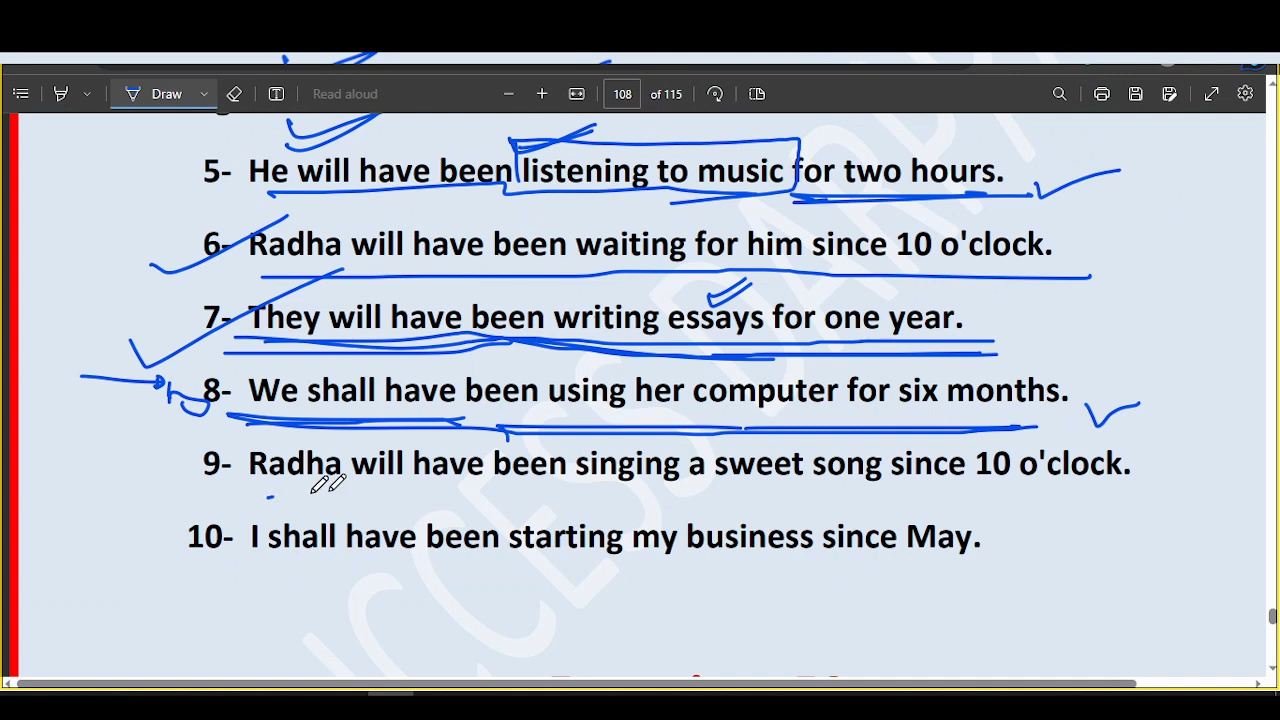 Draw
Read aloud
108 of 115
5- He will have been listening to music for two hours.
6- Radha will have been waiting for him since 10 o'clock.
7- They will have been writing essays for one year.
8- We shall have been using her computer for six months.
9- Radha will have been singing a sweet song since 10 o'clock.
10- I shall have been starting my business since May.